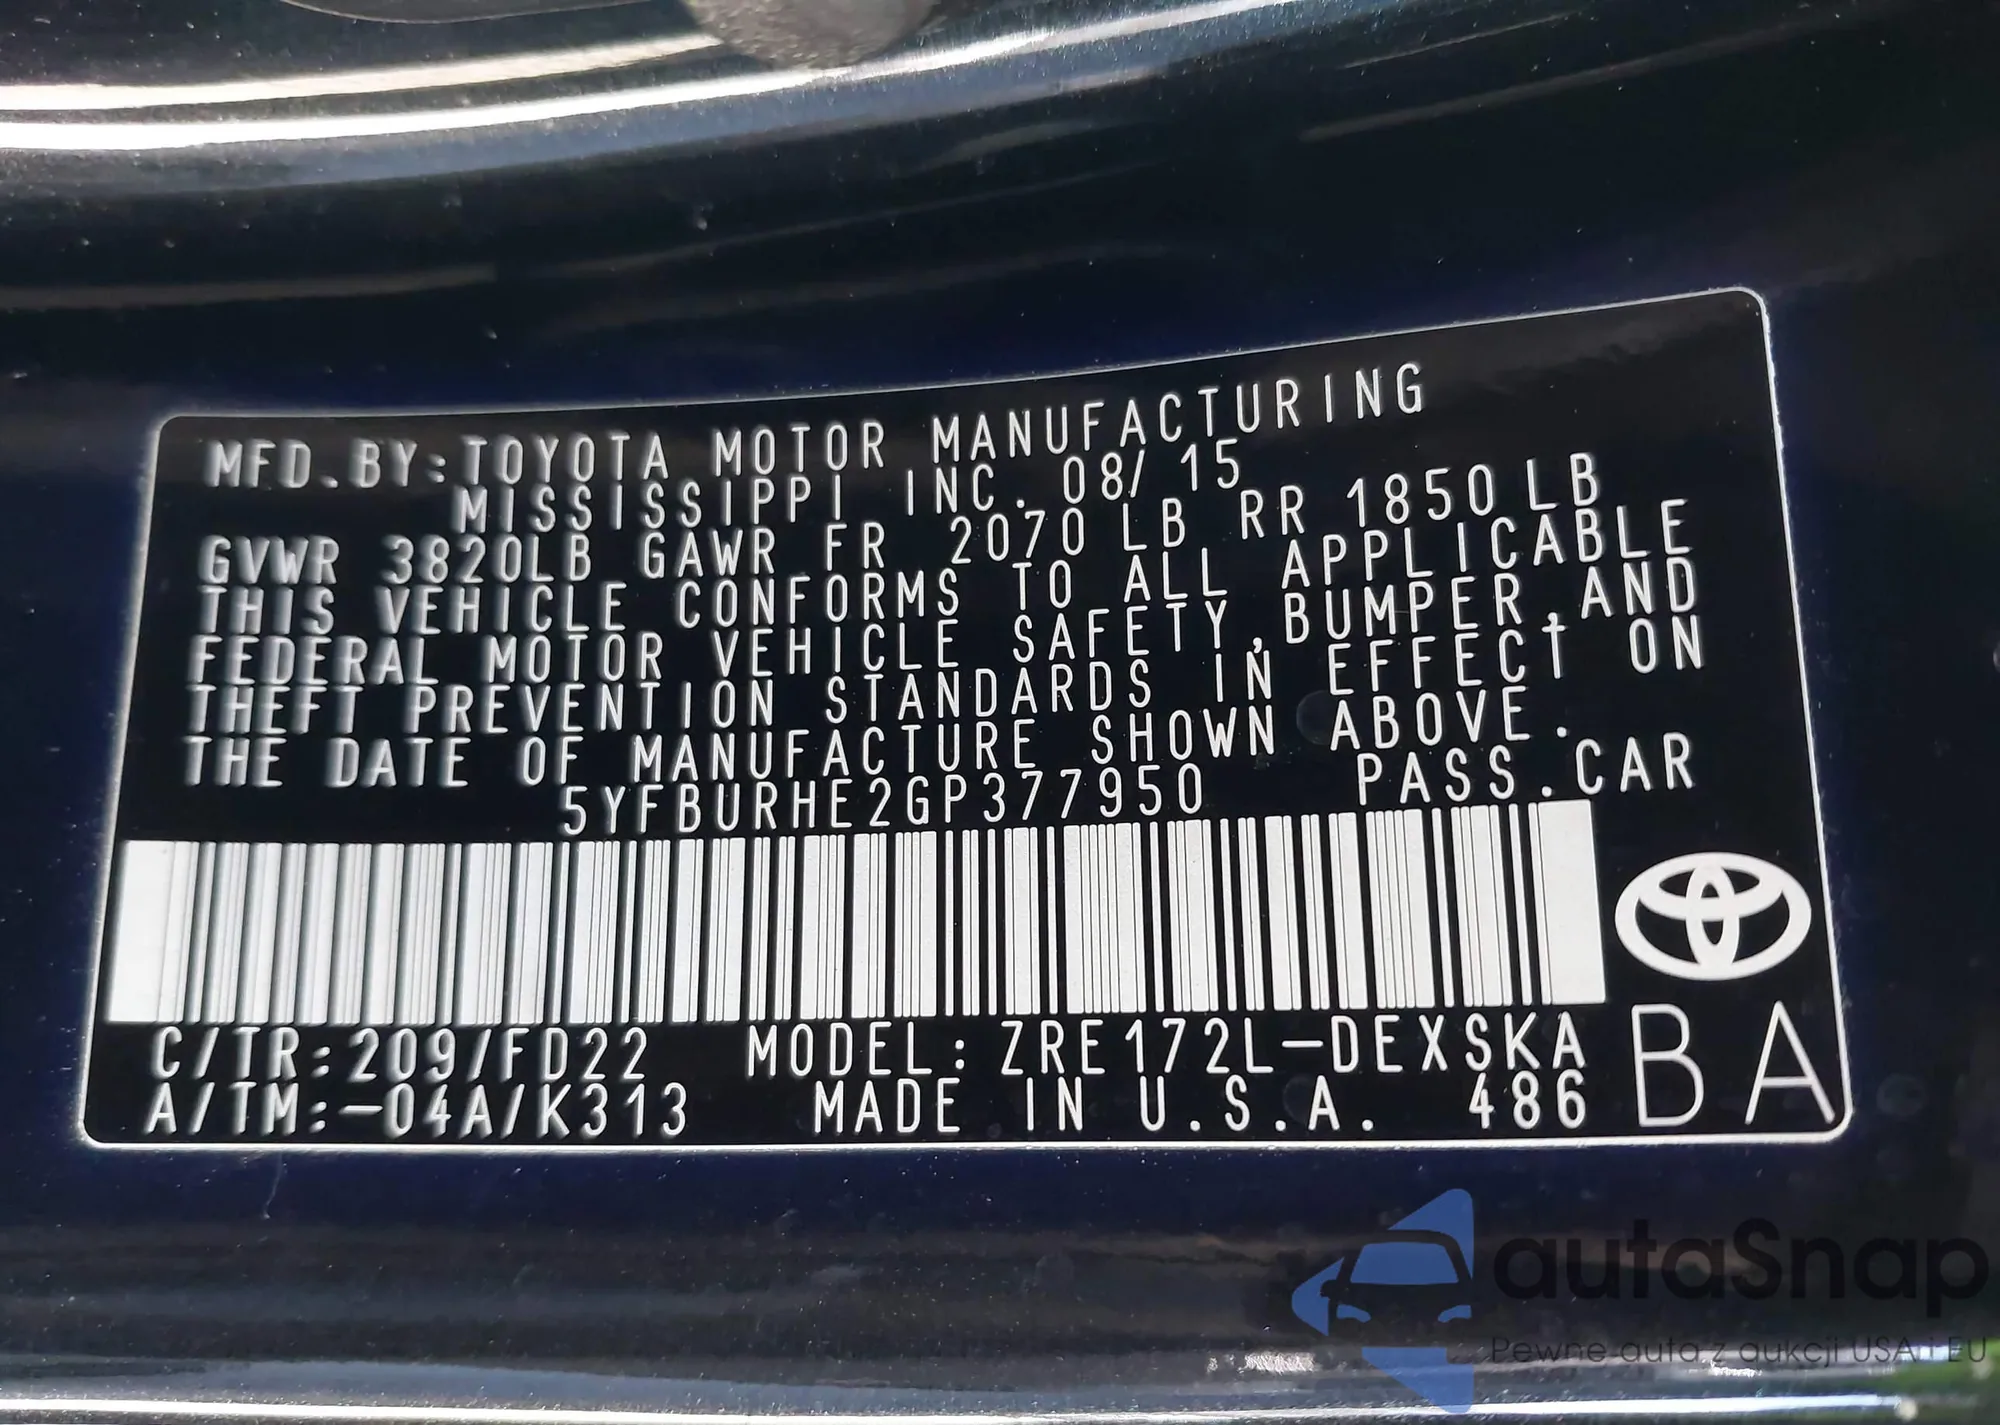 MFD.BY:TOYOTA MOTOR MANUFACTURING
MISSISSIPPI INC. 08/ 15
GVWR 3820LB GAWR FR 2070 LB RR 1850 LB
THIS VEHICLE CONFORMS TO ALL APPLICABLE
FEDERAL MOTOR VEHICLE SAFETY,BUMPER,AND
THEFT PREVENTION STANDARDS IN EFFECT ON
THE DATE OF MANUFACTURE SHOWN ABOVE.
5YFBURHE2GP377950 PASS.CAR
C/TR:209/FD22 MODEL:ZRE172L-DEXSKA
A/TM:-04A/K313 MADE IN U.S.A. 486
BA
autaSnap
Pewne auta z aukcji USA i EU